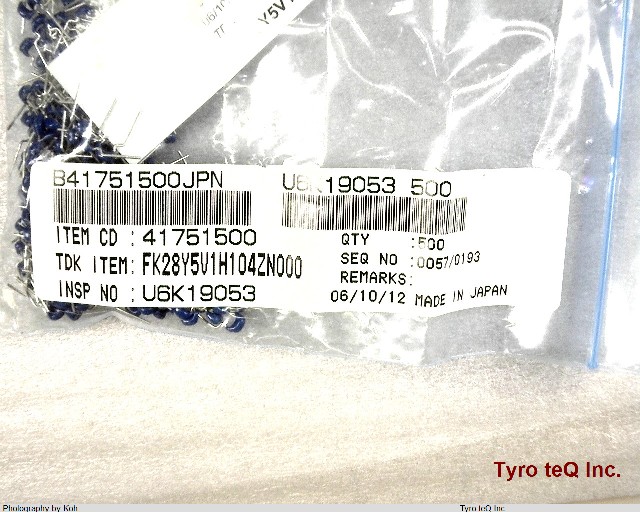 Y5V
B41751500JPN
U6K19053 500
ITEM CD : 41751500
TDK ITEM: FK28Y5V1H104ZN000
INSP NO : U6K19053
QTY :500
SEQ NO :0057/0193
REMARKS:
06/10/12 MADE IN JAPAN
Tyro teQ Inc.
Photography by Koh
Tyro teQ Inc